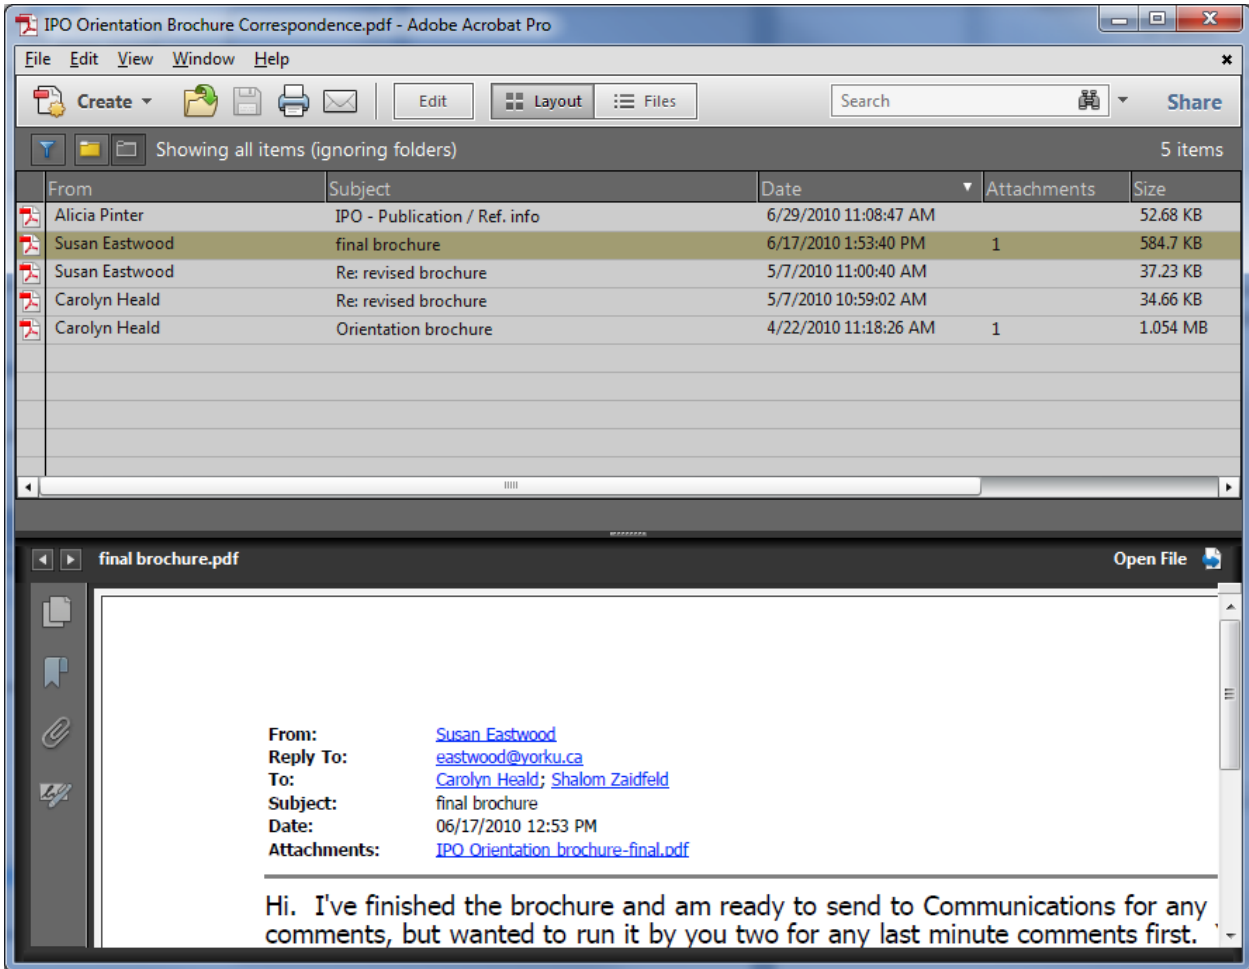 IPO Orientation Brochure Correspondence.pdf - Adobe Acrobat Pro
File Edit View Window Help
Create Edit Layout Files Search Share
Showing all items (ignoring folders) 5 items
From Subject Date Attachments Size
Alicia Pinter IPO - Publication / Ref. info 6/29/2010 11:08:47 AM 52.68 KB
Susan Eastwood final brochure 6/17/2010 1:53:40 PM 1 584.7 KB
Susan Eastwood Re: revised brochure 5/7/2010 11:00:40 AM 37.23 KB
Carolyn Heald Re: revised brochure 5/7/2010 10:59:02 AM 34.66 KB
Carolyn Heald Orientation brochure 4/22/2010 11:18:26 AM 1 1.054 MB
final brochure.pdf Open File
From: Susan Eastwood
Reply To: eastwood@yorku.ca
To: Carolyn Heald; Shalom Zaidfeld
Subject: final brochure
Date: 06/17/2010 12:53 PM
Attachments: IPO Orientation brochure-final.pdf
Hi. I've finished the brochure and am ready to send to Communications for any
comments, but wanted to run it by you two for any last minute comments first.